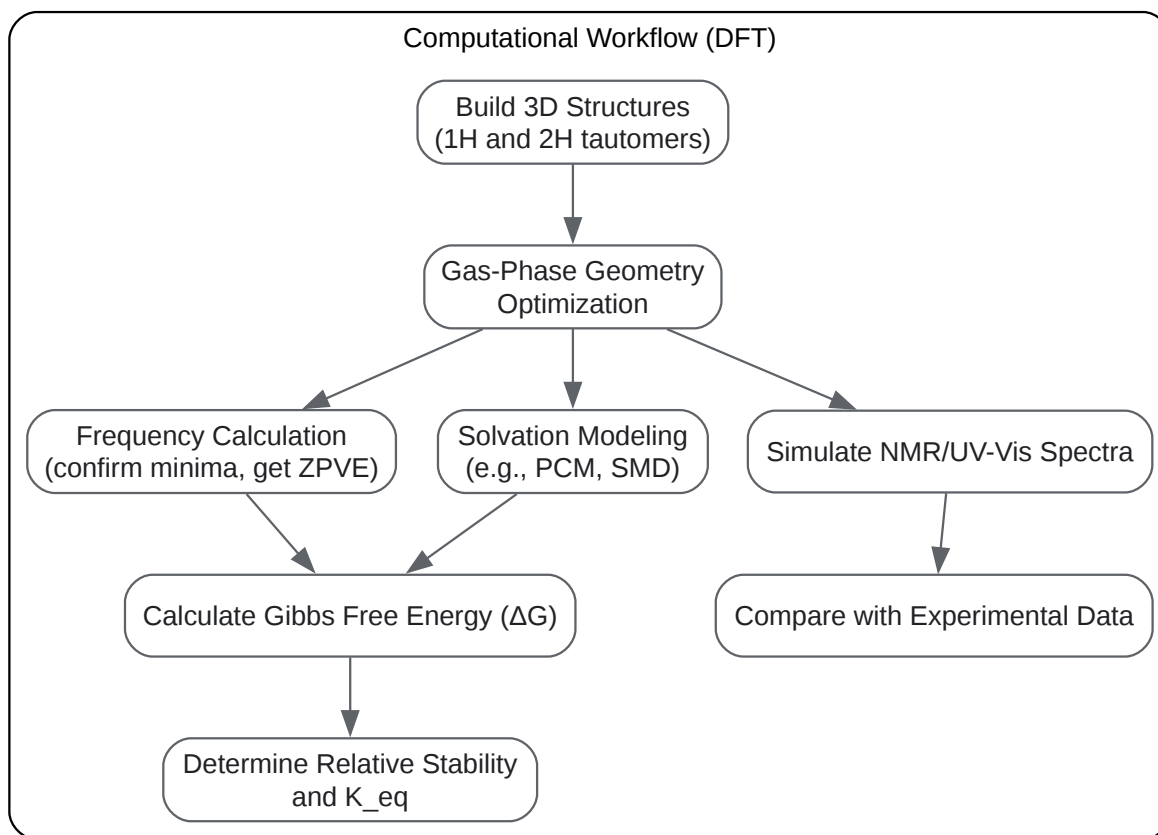 Computational Workflow (DFT)
Build 3D Structures
(1H and 2H tautomers)
Gas-Phase Geometry
Optimization
Frequency Calculation
(confirm minima, get ZPVE)
Solvation Modeling
(e.g., PCM, SMD)
Simulate NMR/UV-Vis Spectra
Calculate Gibbs Free Energy (ΔG)
Compare with Experimental Data
Determine Relative Stability
and K_eq